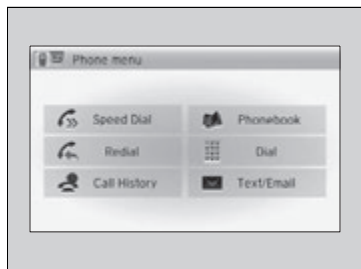 Phone menu
Speed Dial
Phonebook
Redial
Dial
Call History
Text/Email